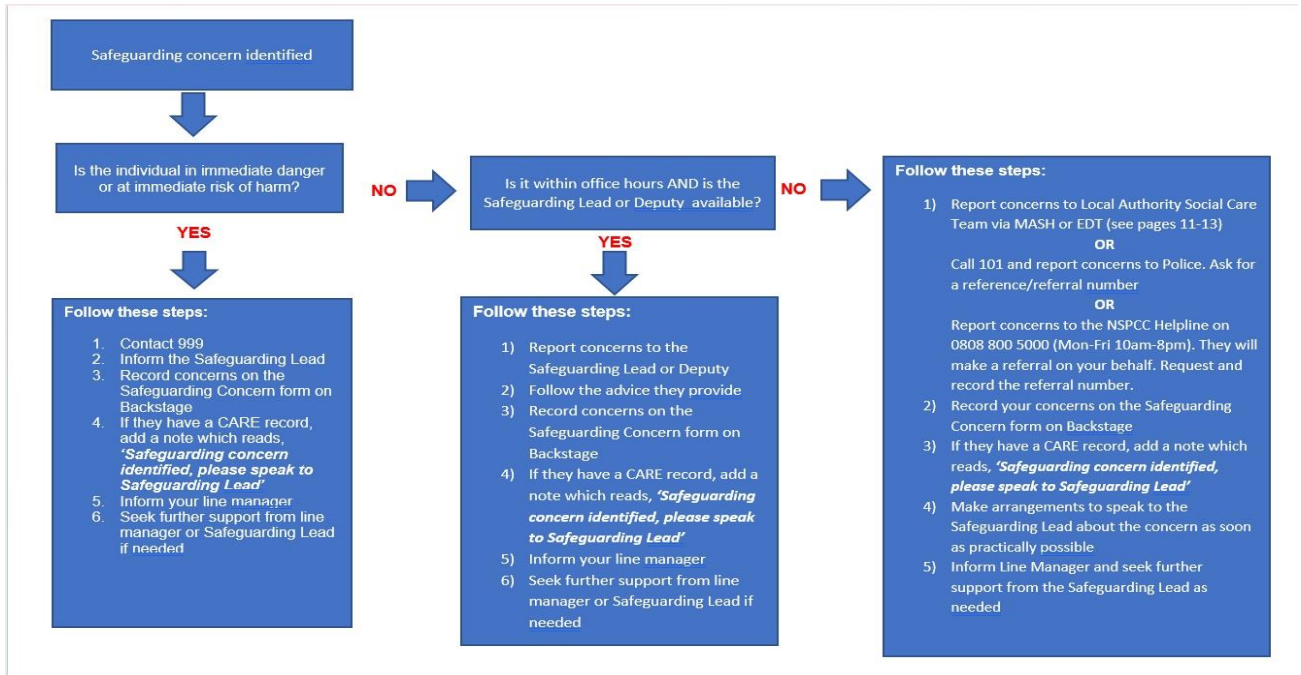 Safeguarding concern identified
Is the individual in immediate danger
or at immediate risk of harm?
NO
YES
Follow these steps:
1. Contact 999
2. Inform the Safeguarding Lead
3. Record concerns on the
Safeguarding Concern form on
Backstage
4. If they have a CARE record,
add a note which reads,
‘Safeguarding concern
identified, please speak to
Safeguarding Lead’
5. Inform your line manager
6. Seek further support from line
manager or Safeguarding Lead
if needed
Is it within office hours AND is the
Safeguarding Lead or Deputy available?
NO
YES
Follow these steps:
1) Report concerns to the
Safeguarding Lead or Deputy
2) Follow the advice they provide
3) Record concerns on the
Safeguarding Concern form on
Backstage
4) If they have a CARE record, add a
note which reads, ‘Safeguarding
concern identified, please speak
to Safeguarding Lead’
5) Inform your line manager
6) Seek further support from line
manager or Safeguarding Lead if
needed
Follow these steps:
1) Report concerns to Local Authority Social Care
Team via MASH or EDT (see pages 11-13)
OR
Call 101 and report concerns to Police. Ask for
a reference/referral number
OR
Report concerns to the NSPCC Helpline on
0808 800 5000 (Mon-Fri 10am-8pm). They will
make a referral on your behalf. Request and
record the referral number.
2) Record your concerns on the Safeguarding
Concern form on Backstage
3) If they have a CARE record, add a note which
reads, ‘Safeguarding concern identified,
please speak to Safeguarding Lead’
4) Make arrangements to speak to the
Safeguarding Lead about the concern as soon
as practically possible
5) Inform Line Manager and seek further
support from the Safeguarding Lead as
needed